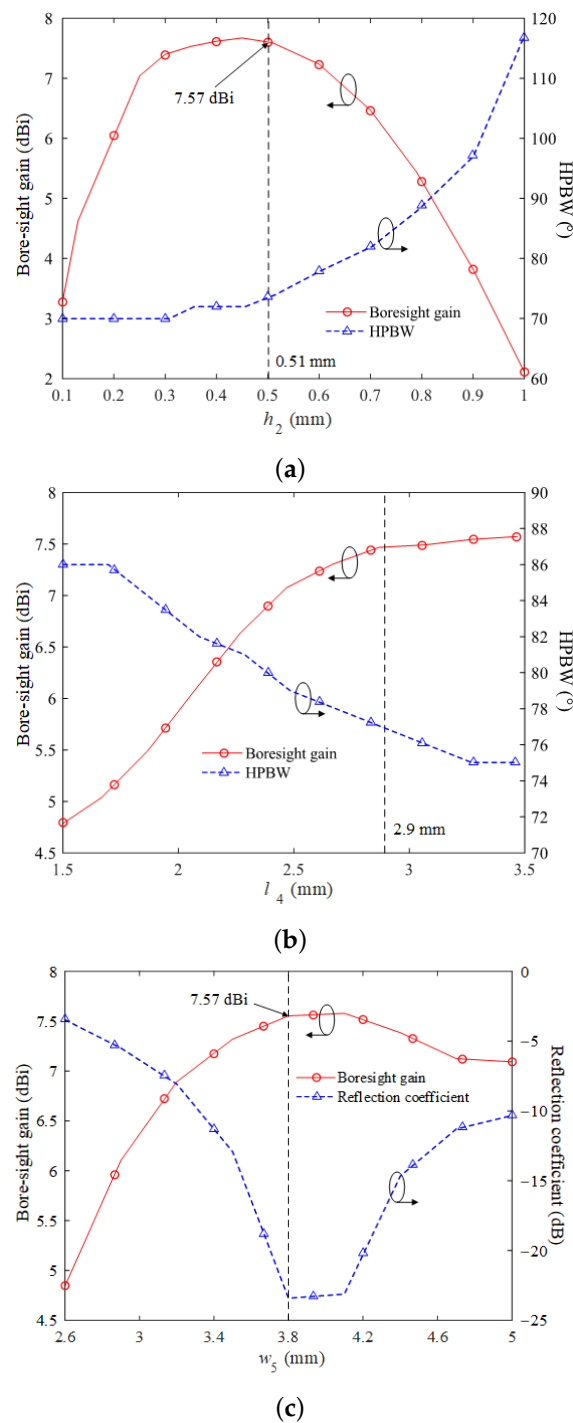 8
7
6
5
4
3
2
Bore-sight gain (dBi)
7.57 dBi
Boresight gain
HPBW
0.51 mm
120
110
100
90
80
70
60
HPBW (°)
0.1 0.2 0.3 0.4 0.5 0.6 0.7 0.8 0.9 1
h2 (mm)
(a)
8
7.5
7
6.5
6
5.5
5
4.5
Bore-sight gain (dBi)
Boresight gain
HPBW
2.9 mm
90
88
86
84
82
80
78
76
74
72
70
HPBW (°)
1.5 2 2.5 3 3.5
l4 (mm)
(b)
8
7.5
7
6.5
6
5.5
5
4.5
Bore-sight gain (dBi)
7.57 dBi
Boresight gain
Reflection coefficient
0
−5
−10
−15
−20
−25
Reflection coefficient (dB)
2.6 3 3.4 3.8 4.2 4.6 5
w5 (mm)
(c)